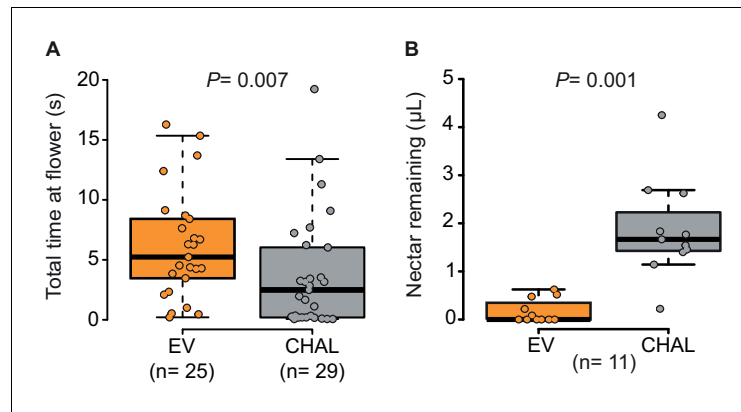 A
Total time at flower (s)
20
15
10
5
0
P= 0.007
EV
CHAL
(n= 25)
(n= 29)
B
Nectar remaining (µL)
5
4
3
2
1
0
P= 0.001
EV
CHAL
(n= 11)